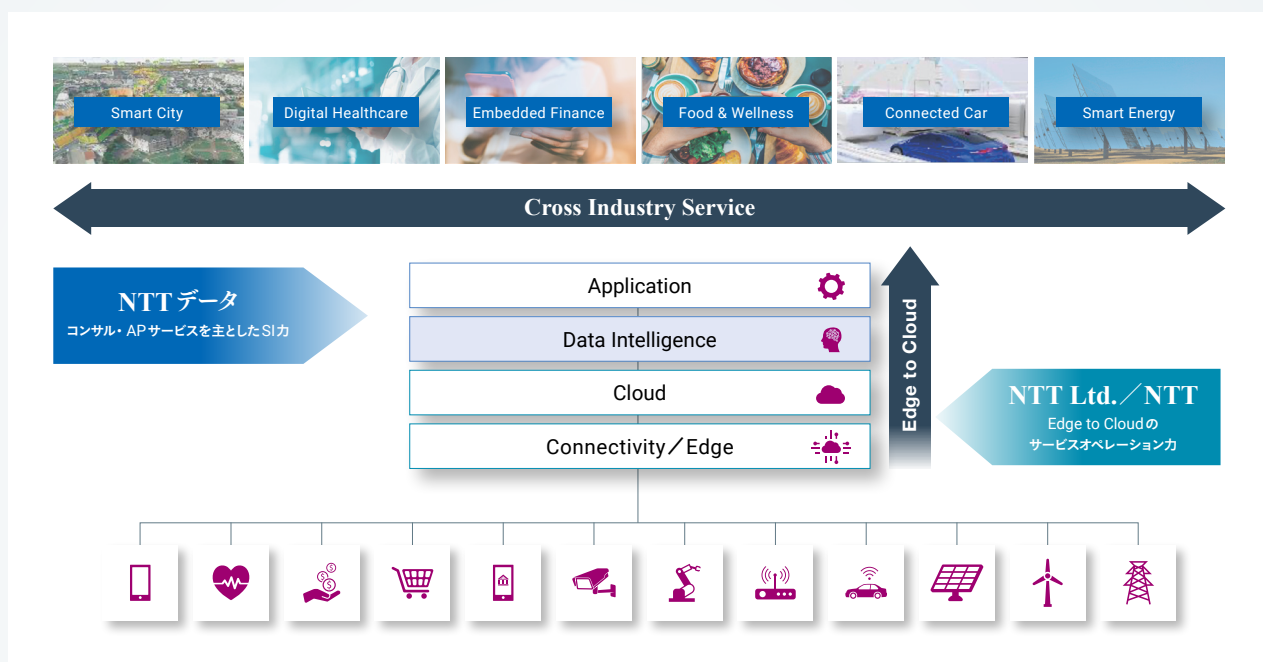 Smart City
Digital Healthcare
Embedded Finance
Food & Wellness
Connected Car
Smart Energy
Cross Industry Service
NTTデータ
コンサル・APサービスを主としたSI力
Application
Data Intelligence
Cloud
Connectivity／Edge
Edge to Cloud
NTT Ltd.／NTT
Edge to Cloudの
サービスオペレーション力